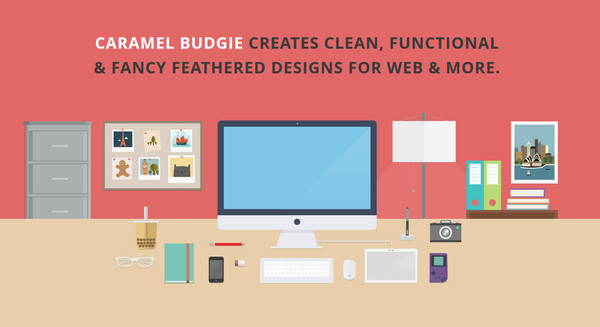 CARAMEL BUDGIE CREATES CLEAN, FUNCTIONAL
& FANCY FEATHERED DESIGNS FOR WEB & MORE.